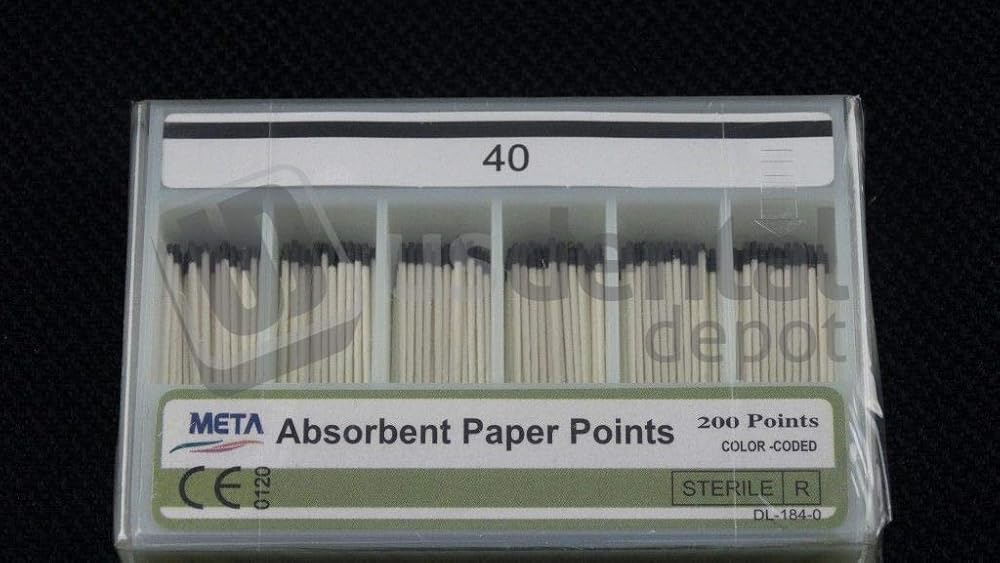 40
usdental
depot
META
Absorbent Paper Points
200 Points
COLOR -CODED
CE
0120
STERILE R
DL-184-0